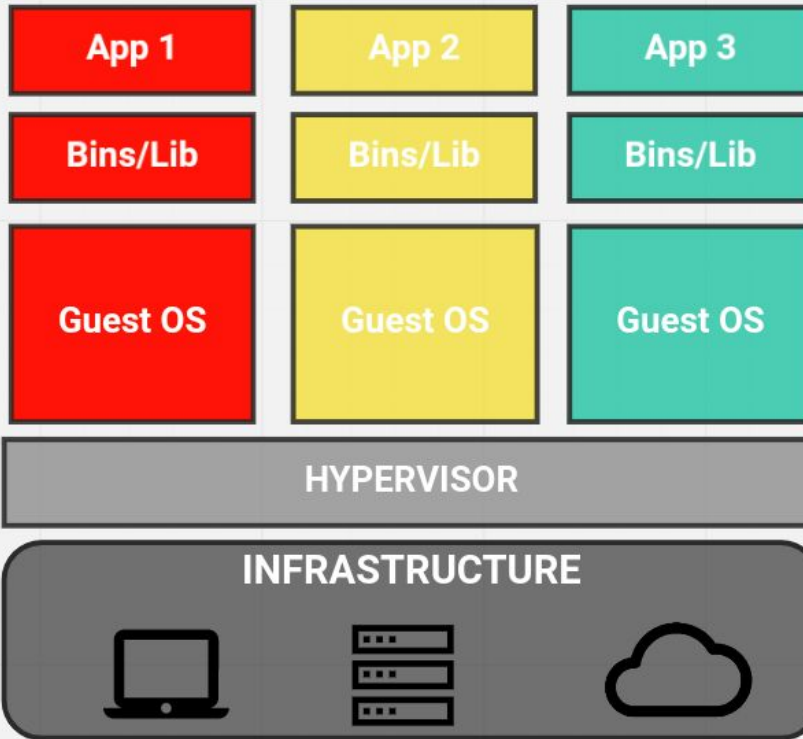 App 1
App 2
App 3
Bins/Lib
Bins/Lib
Bins/Lib
Guest OS
Guest OS
Guest OS
HYPERVISOR
INFRASTRUCTURE